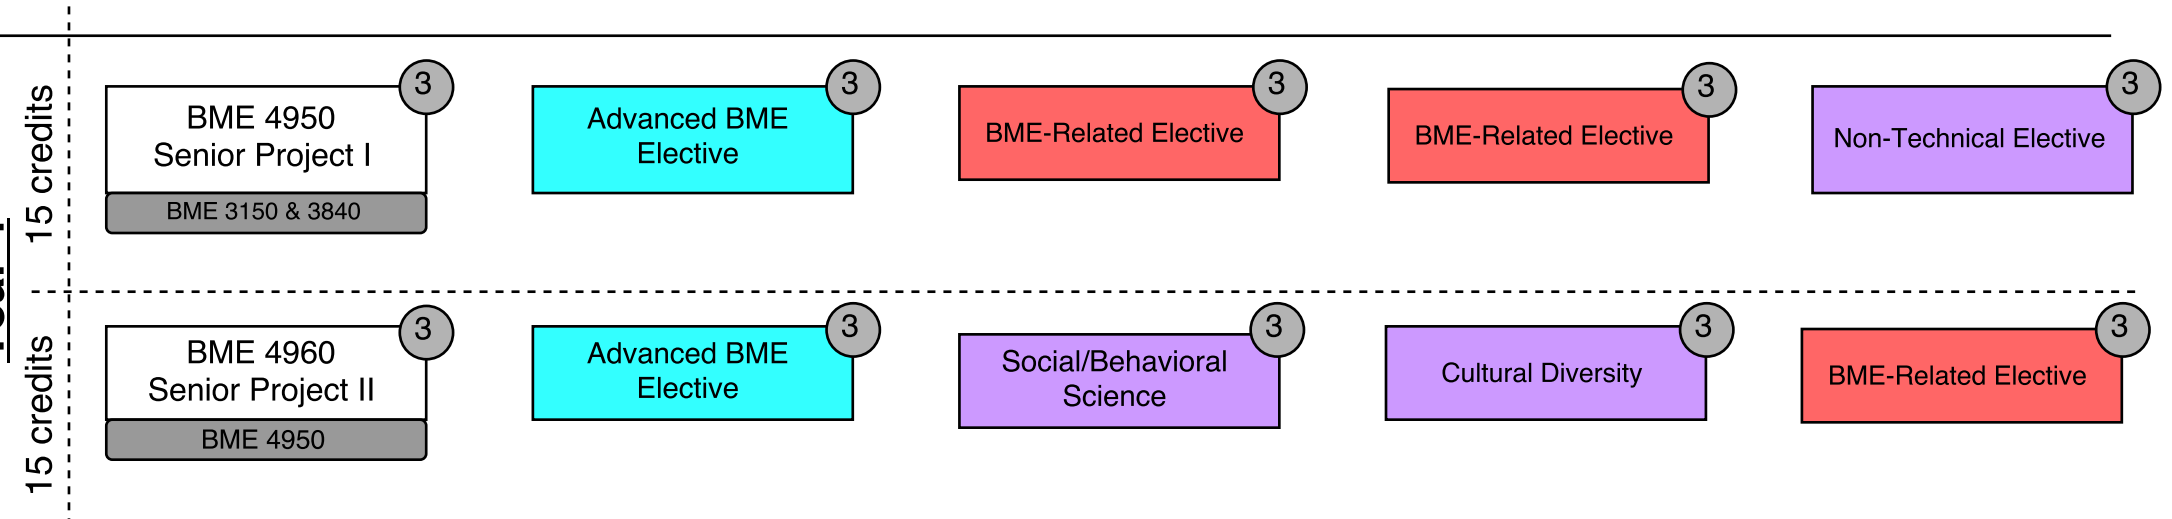 15 credits
3
BME 4950
Senior Project I
BME 3150 & 3840
3
Advanced BME
Elective
3
BME-Related Elective
3
BME-Related Elective
3
Non-Technical Elective
15 credits
3
BME 4960
Senior Project II
BME 4950
3
Advanced BME
Elective
3
Social/Behavioral
Science
3
Cultural Diversity
3
BME-Related Elective